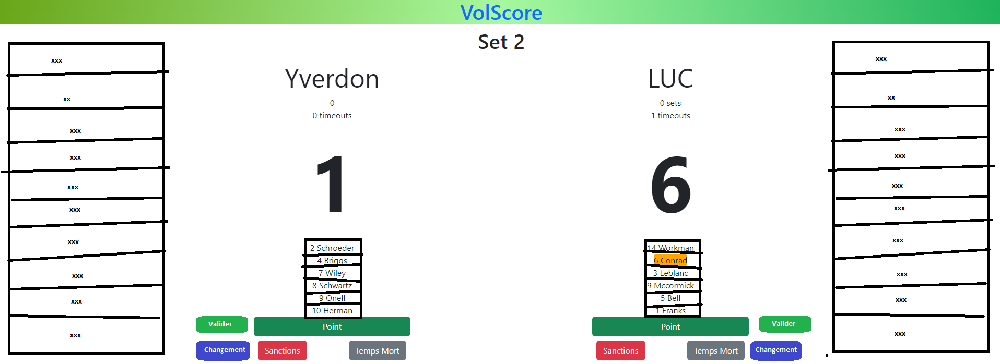 VolScore
Set 2
xxx
xx
xxx
xxx
xxx
xxx
xxx
xxx
xxx
xxx
Yverdon
0
0 timeouts
1
2 Schroeder
4 Briggs
7 Wiley
8 Schwartz
9 Onell
10 Herman
Valider
Point
Changement
Sanctions
Temps Mort
LUC
0 sets
1 timeouts
6
14 Workman
6 Conrad
3 Leblanc
9 Mccormick
5 Bell
1 Franks
Point
Valider
Sanctions
Temps Mort
Changement
xxx
xx
xxx
xxx
xxx
xxx
xxx
xxx
xxx
xxx